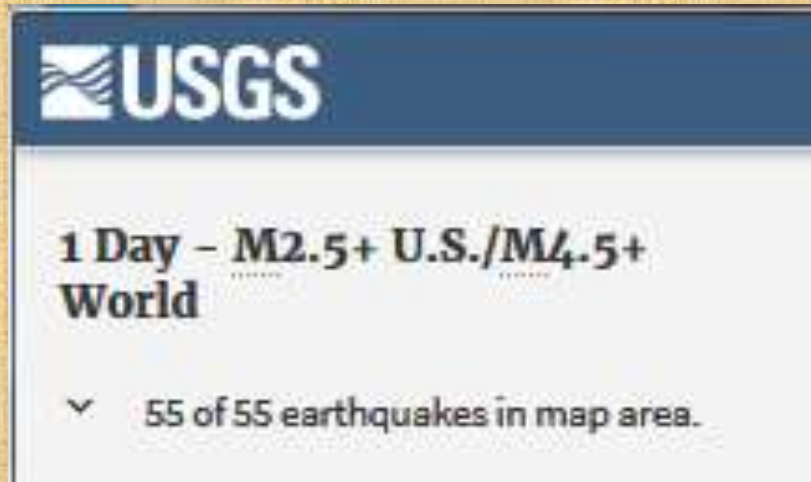 USGS
1 Day - M2.5+ U.S./M4.5+
World
55 of 55 earthquakes in map area.